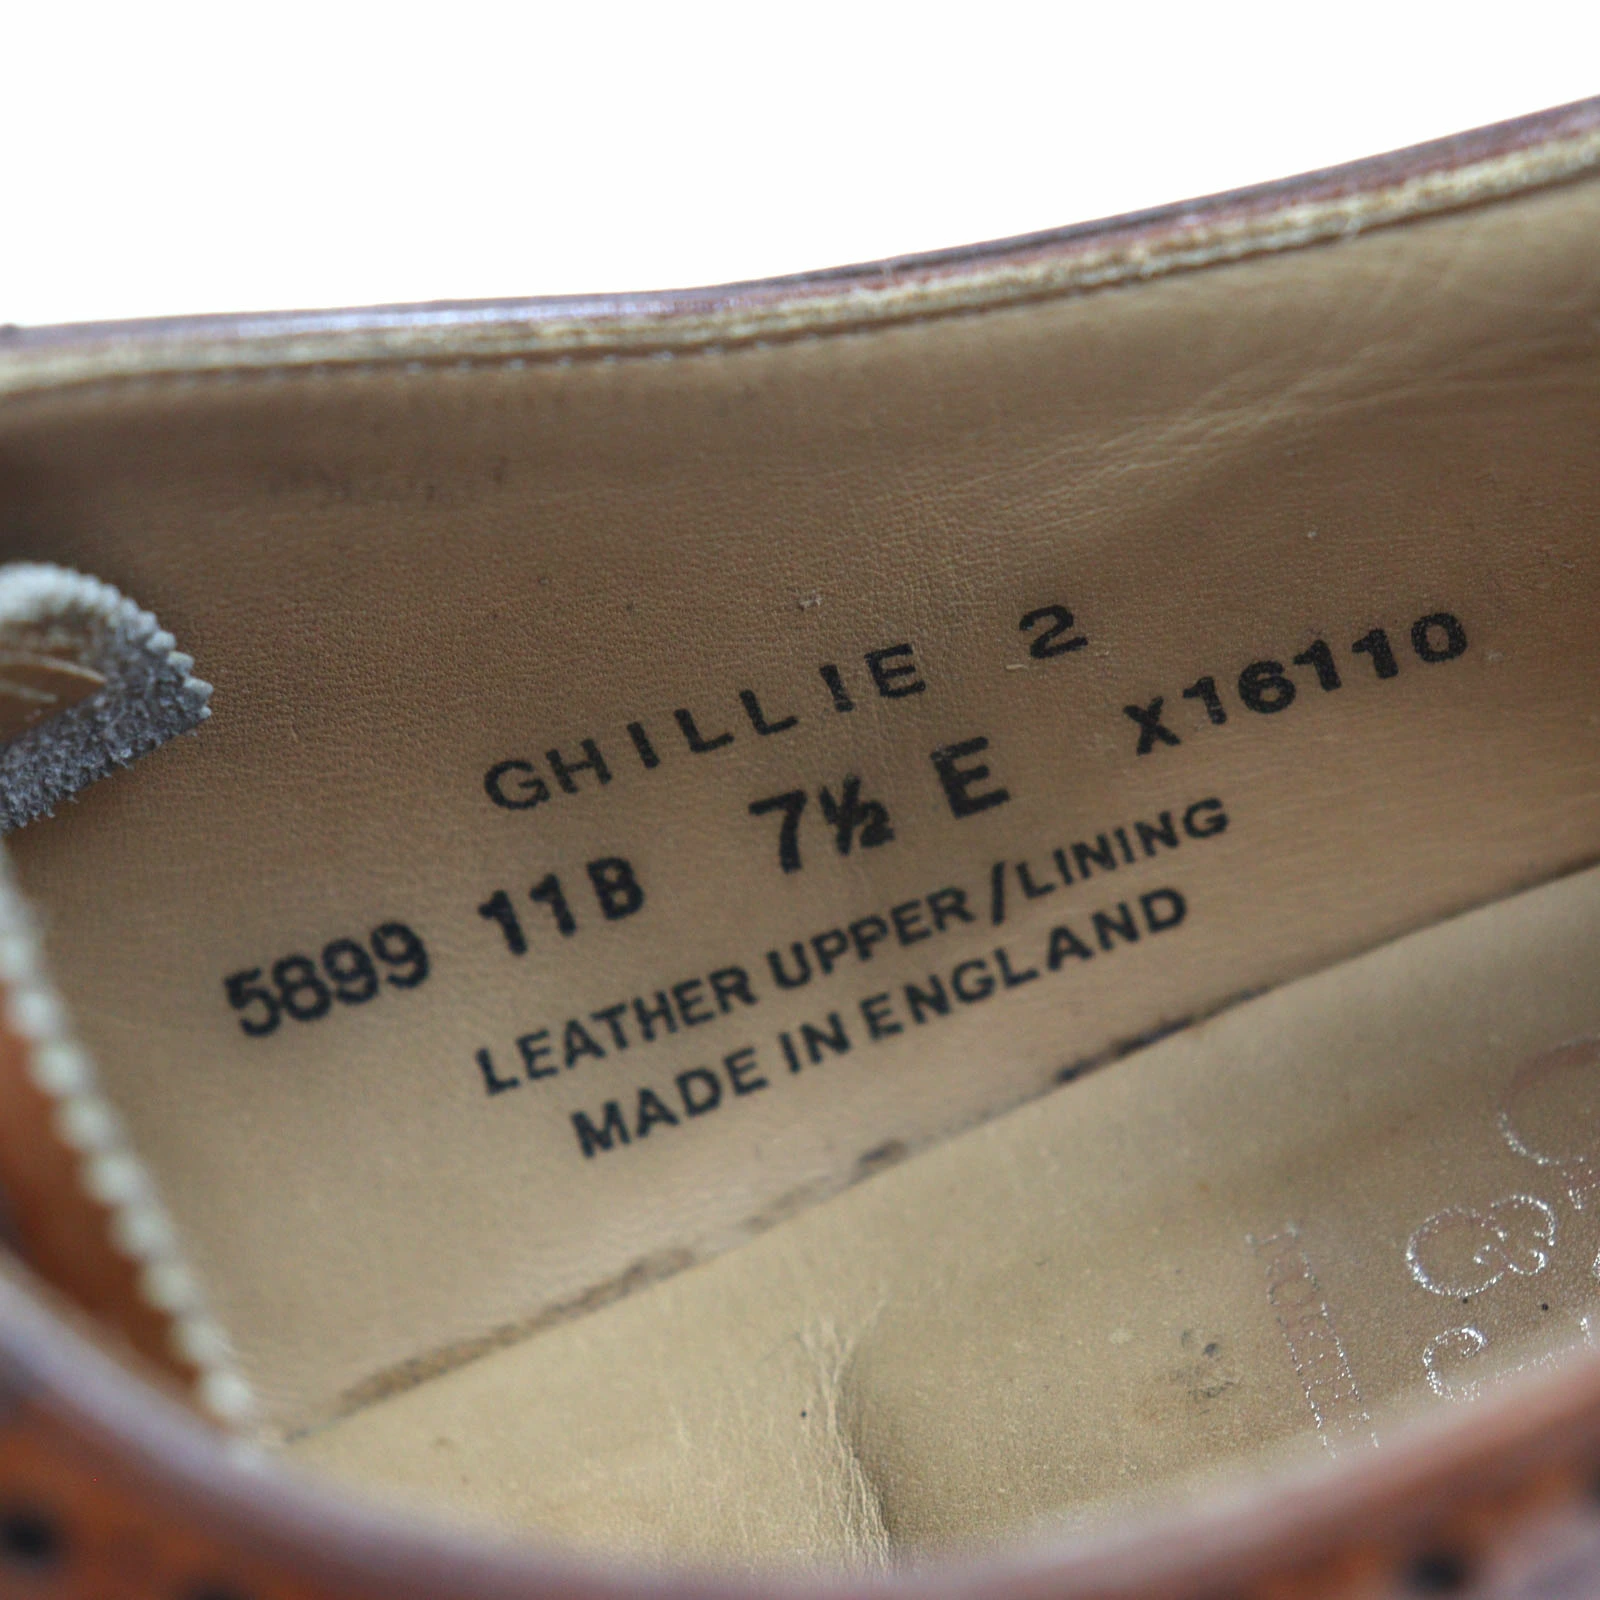 GHILLIE 2
5899 11B 7½ E X16110
LEATHER UPPER/LINING
MADE IN ENGLAND